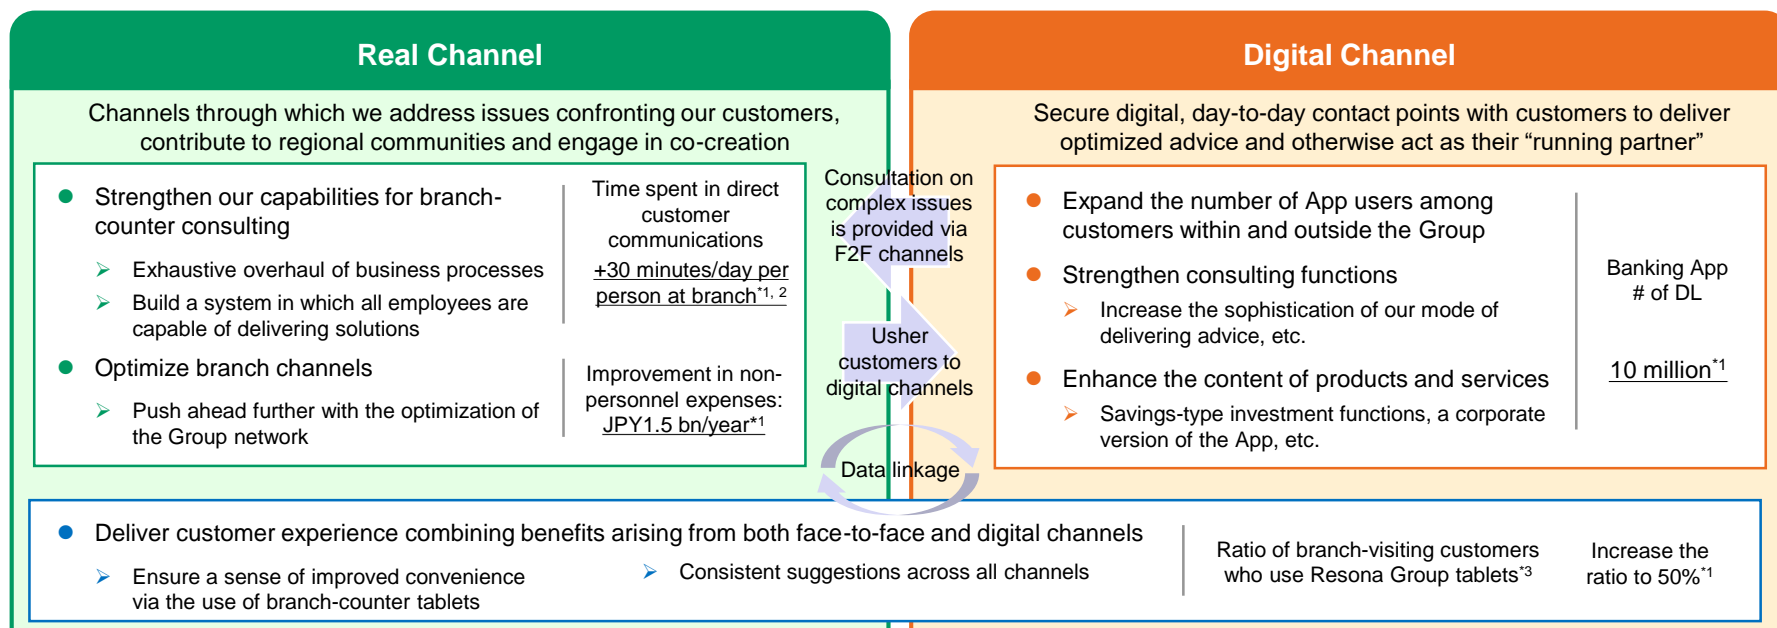 Real Channel
Channels through which we address issues confronting our customers,
contribute to regional communities and engage in co-creation
● Strengthen our capabilities for branch-
counter consulting
➢ Exhaustive overhaul of business processes
➢ Build a system in which all employees are
capable of delivering solutions
Time spent in direct
customer
communications
+30 minutes/day per
person at branch*1, 2
● Optimize branch channels
➢ Push ahead further with the optimization of
the Group network
Improvement in non-
personnel expenses:
JPY1.5 bn/year*1
Consultation on
complex issues
is provided via
F2F channels
Usher
customers to
digital channels
Data linkage
Digital Channel
Secure digital, day-to-day contact points with customers to deliver
optimized advice and otherwise act as their “running partner”
● Expand the number of App users among
customers within and outside the Group
● Strengthen consulting functions
➢ Increase the sophistication of our mode of
delivering advice, etc.
● Enhance the content of products and services
➢ Savings-type investment functions, a corporate
version of the App, etc.
Banking App
# of DL
10 million*1
● Deliver customer experience combining benefits arising from both face-to-face and digital channels
➢ Ensure a sense of improved convenience
via the use of branch-counter tablets
➢ Consistent suggestions across all channels
Ratio of branch-visiting customers
who use Resona Group tablets*3
Increase the
ratio to 50%*1